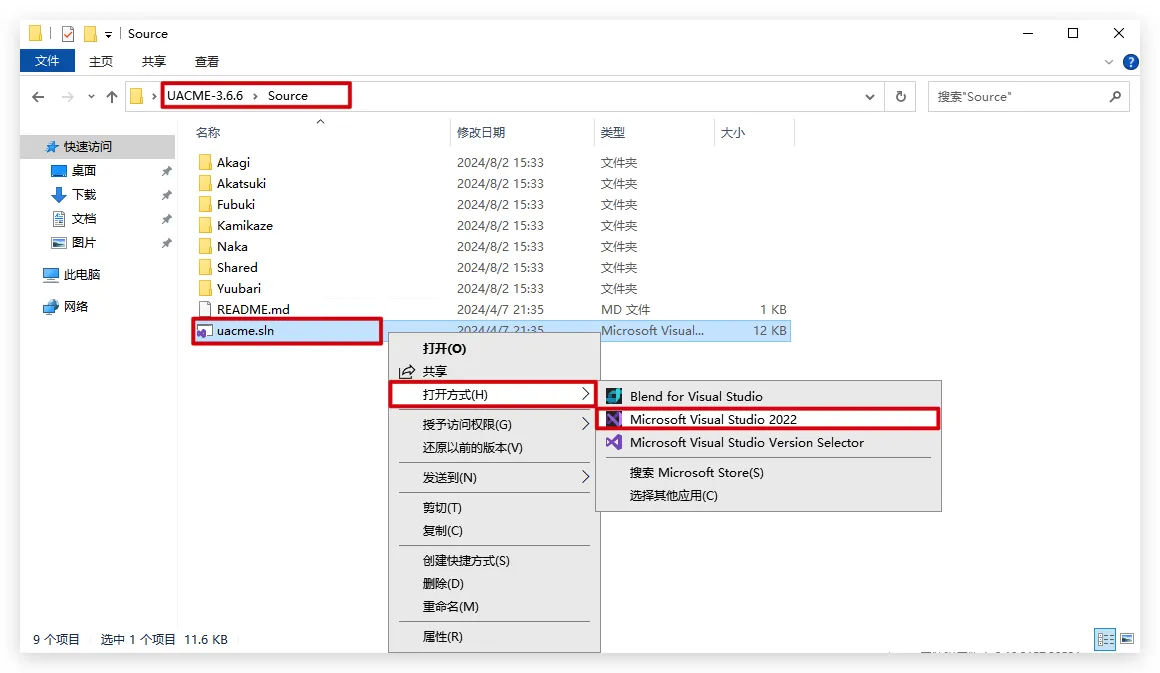 Source
文件 主页 共享 查看
UACME-3.6.6 Source 搜索"Source"
名称 修改日期 类型 大小
快速访问
桌面
下载
文档
图片
此电脑
网络
Akagi 2024/8/2 15:33 文件夹
Akatsuki 2024/8/2 15:33 文件夹
Fubuki 2024/8/2 15:33 文件夹
Kamikaze 2024/8/2 15:33 文件夹
Naka 2024/8/2 15:33 文件夹
Shared 2024/8/2 15:33 文件夹
Yuubari 2024/8/2 15:33 文件夹
README.md 2024/4/7 21:35 MD 文件 1 KB
uacme.sln 2024/4/7 21:35 Microsoft Visual... 12 KB
打开(O)
共享
打开方式(H)
授予访问权限(G)
还原以前的版本(V)
发送到(N)
剪切(T)
复制(C)
创建快捷方式(S)
删除(D)
重命名(M)
属性(R)
Blend for Visual Studio
Microsoft Visual Studio 2022
Microsoft Visual Studio Version Selector
搜索 Microsoft Store(S)
选择其他应用(C)
9 个项目 选中 1 个项目 11.6 KB